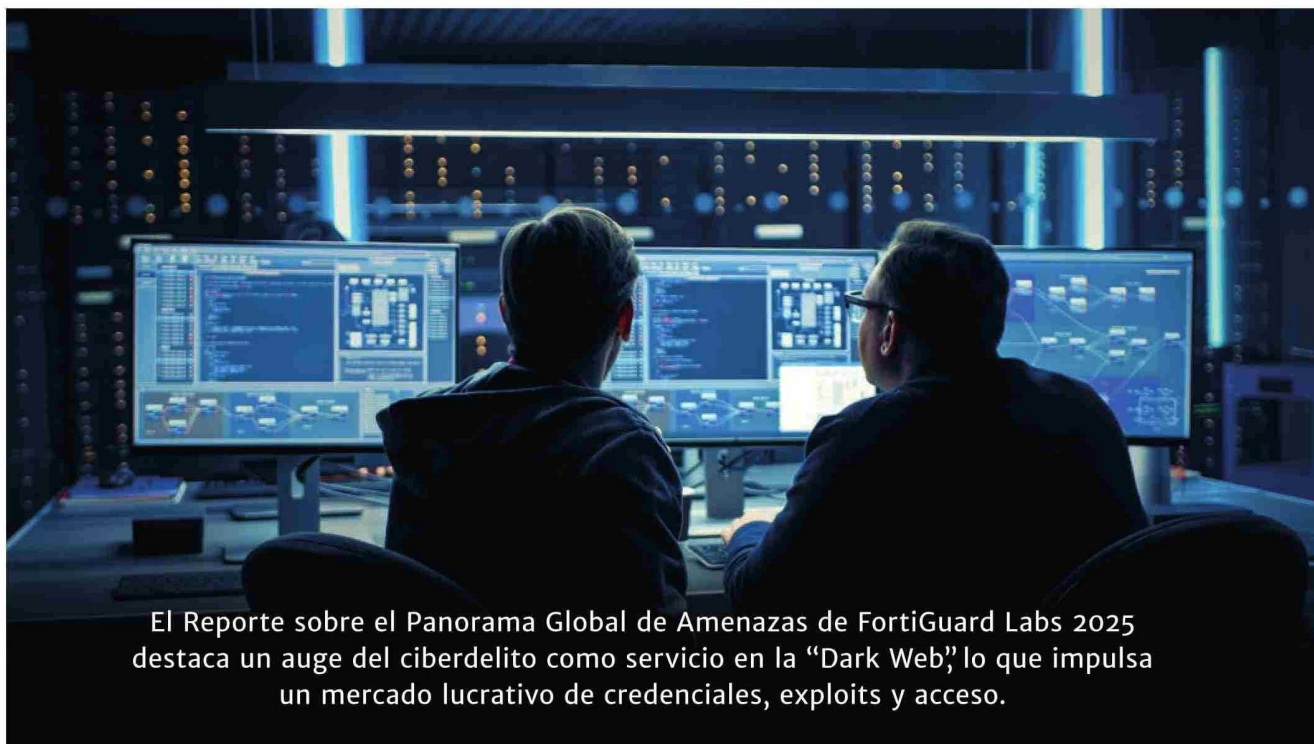 El Reporte sobre el Panorama Global de Amenazas de FortiGuard Labs 2025
destaca un auge del ciberdelito como servicio en la “Dark Web”, lo que impulsa
un mercado lucrativo de credenciales, exploits y acceso.